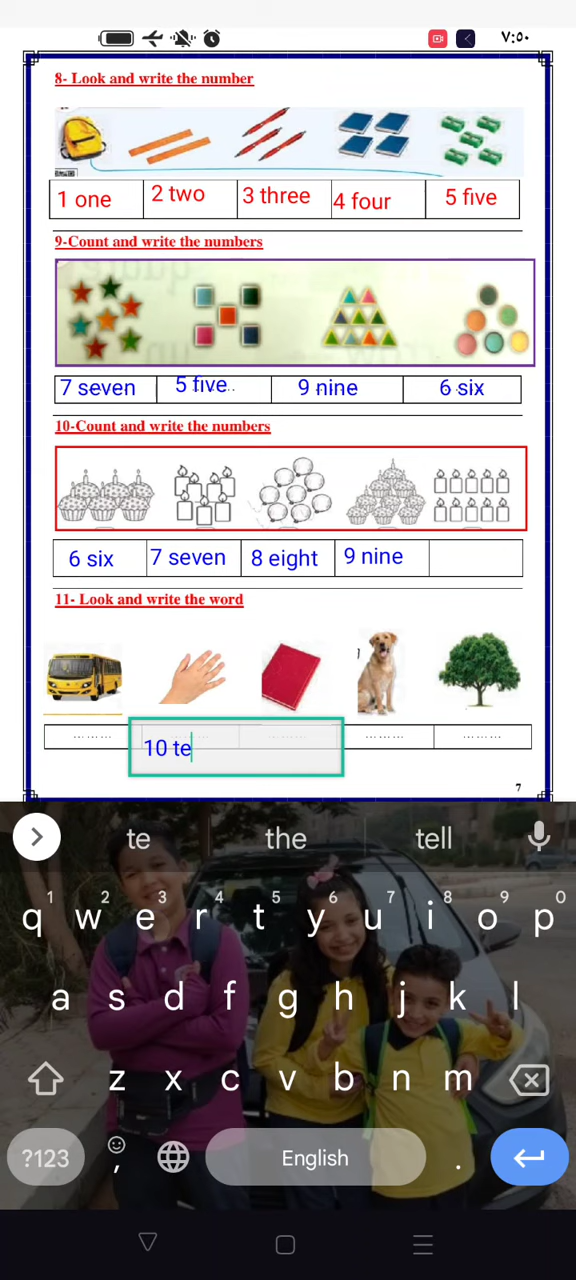 ٧:٥٠
8- Look and write the number
1 one 2 two 3 three 4 four 5 five
9-Count and write the numbers
7 seven 5 five.. 9 nine 6 six
10-Count and write the numbers
6 six 7 seven 8 eight 9 nine
11- Look and write the word
......... ......... ......... ......... .........
10 te
7
te the tell
1 2 3 4 5 6 7 8 9 0
q w e r t y u i o p
a s d f g h j k l
z x c v b n m
?123 , English .